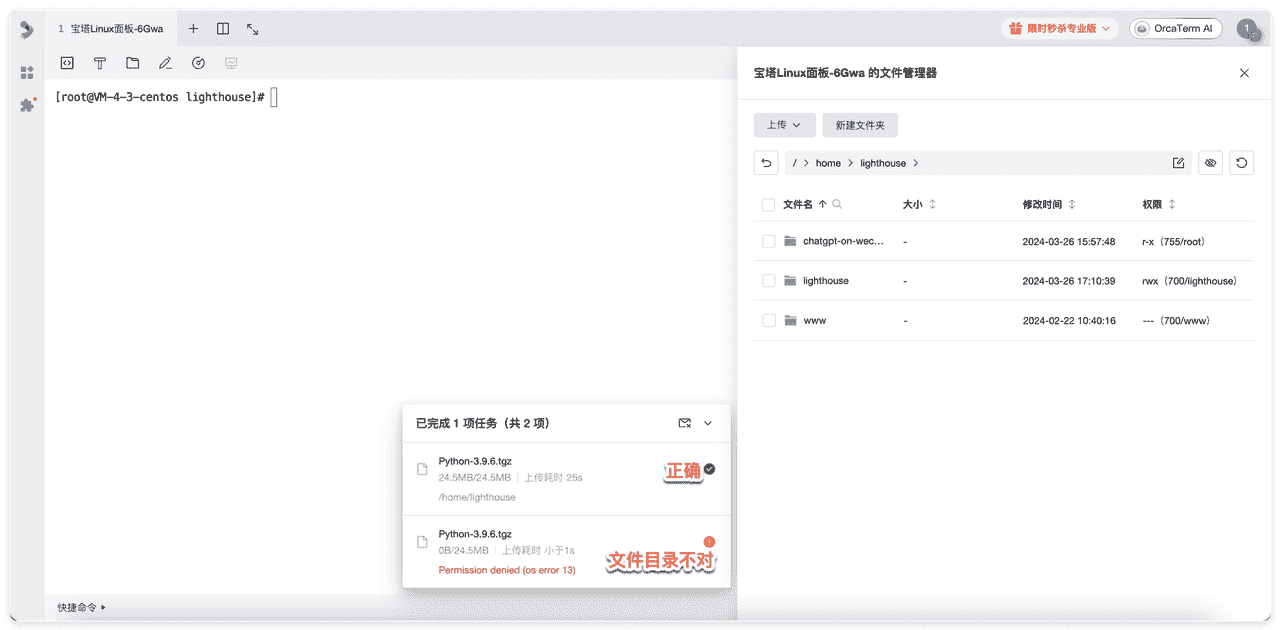 1 宝塔Linux面板-6Gwa
限时秒杀专业版
OrcaTerm AI
1
[root@VM-4-3-centos lighthouse]#
宝塔Linux面板-6Gwa 的文件管理器
上传
新建文件夹
/ > home > lighthouse >
文件名 大小 修改时间 权限
chatgpt-on-wec... - 2024-03-26 15:57:48 r-x（755/root）
lighthouse - 2024-03-26 17:10:39 rwx（700/lighthouse）
www - 2024-02-22 10:40:16 ---（700/www）
已完成 1 项任务（共 2 项）
Python-3.9.6.tgz
24.5MB/24.5MB | 上传耗时 25s
正确
/home/lighthouse
Python-3.9.6.tgz
0B/24.5MB | 上传耗时 小于1s
文件目录不对
Permission denied (os error 13)
快捷命令